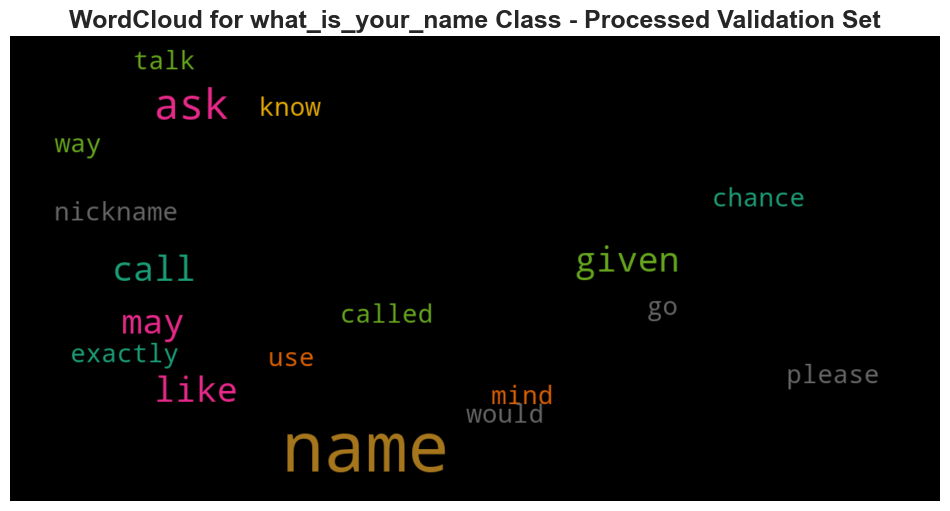 WordCloud for what_is_your_name Class - Processed Validation Set
talk
ask know
way
chance
nickname
given
call
go
called
may
exactly
use
please
like
mind
would
name